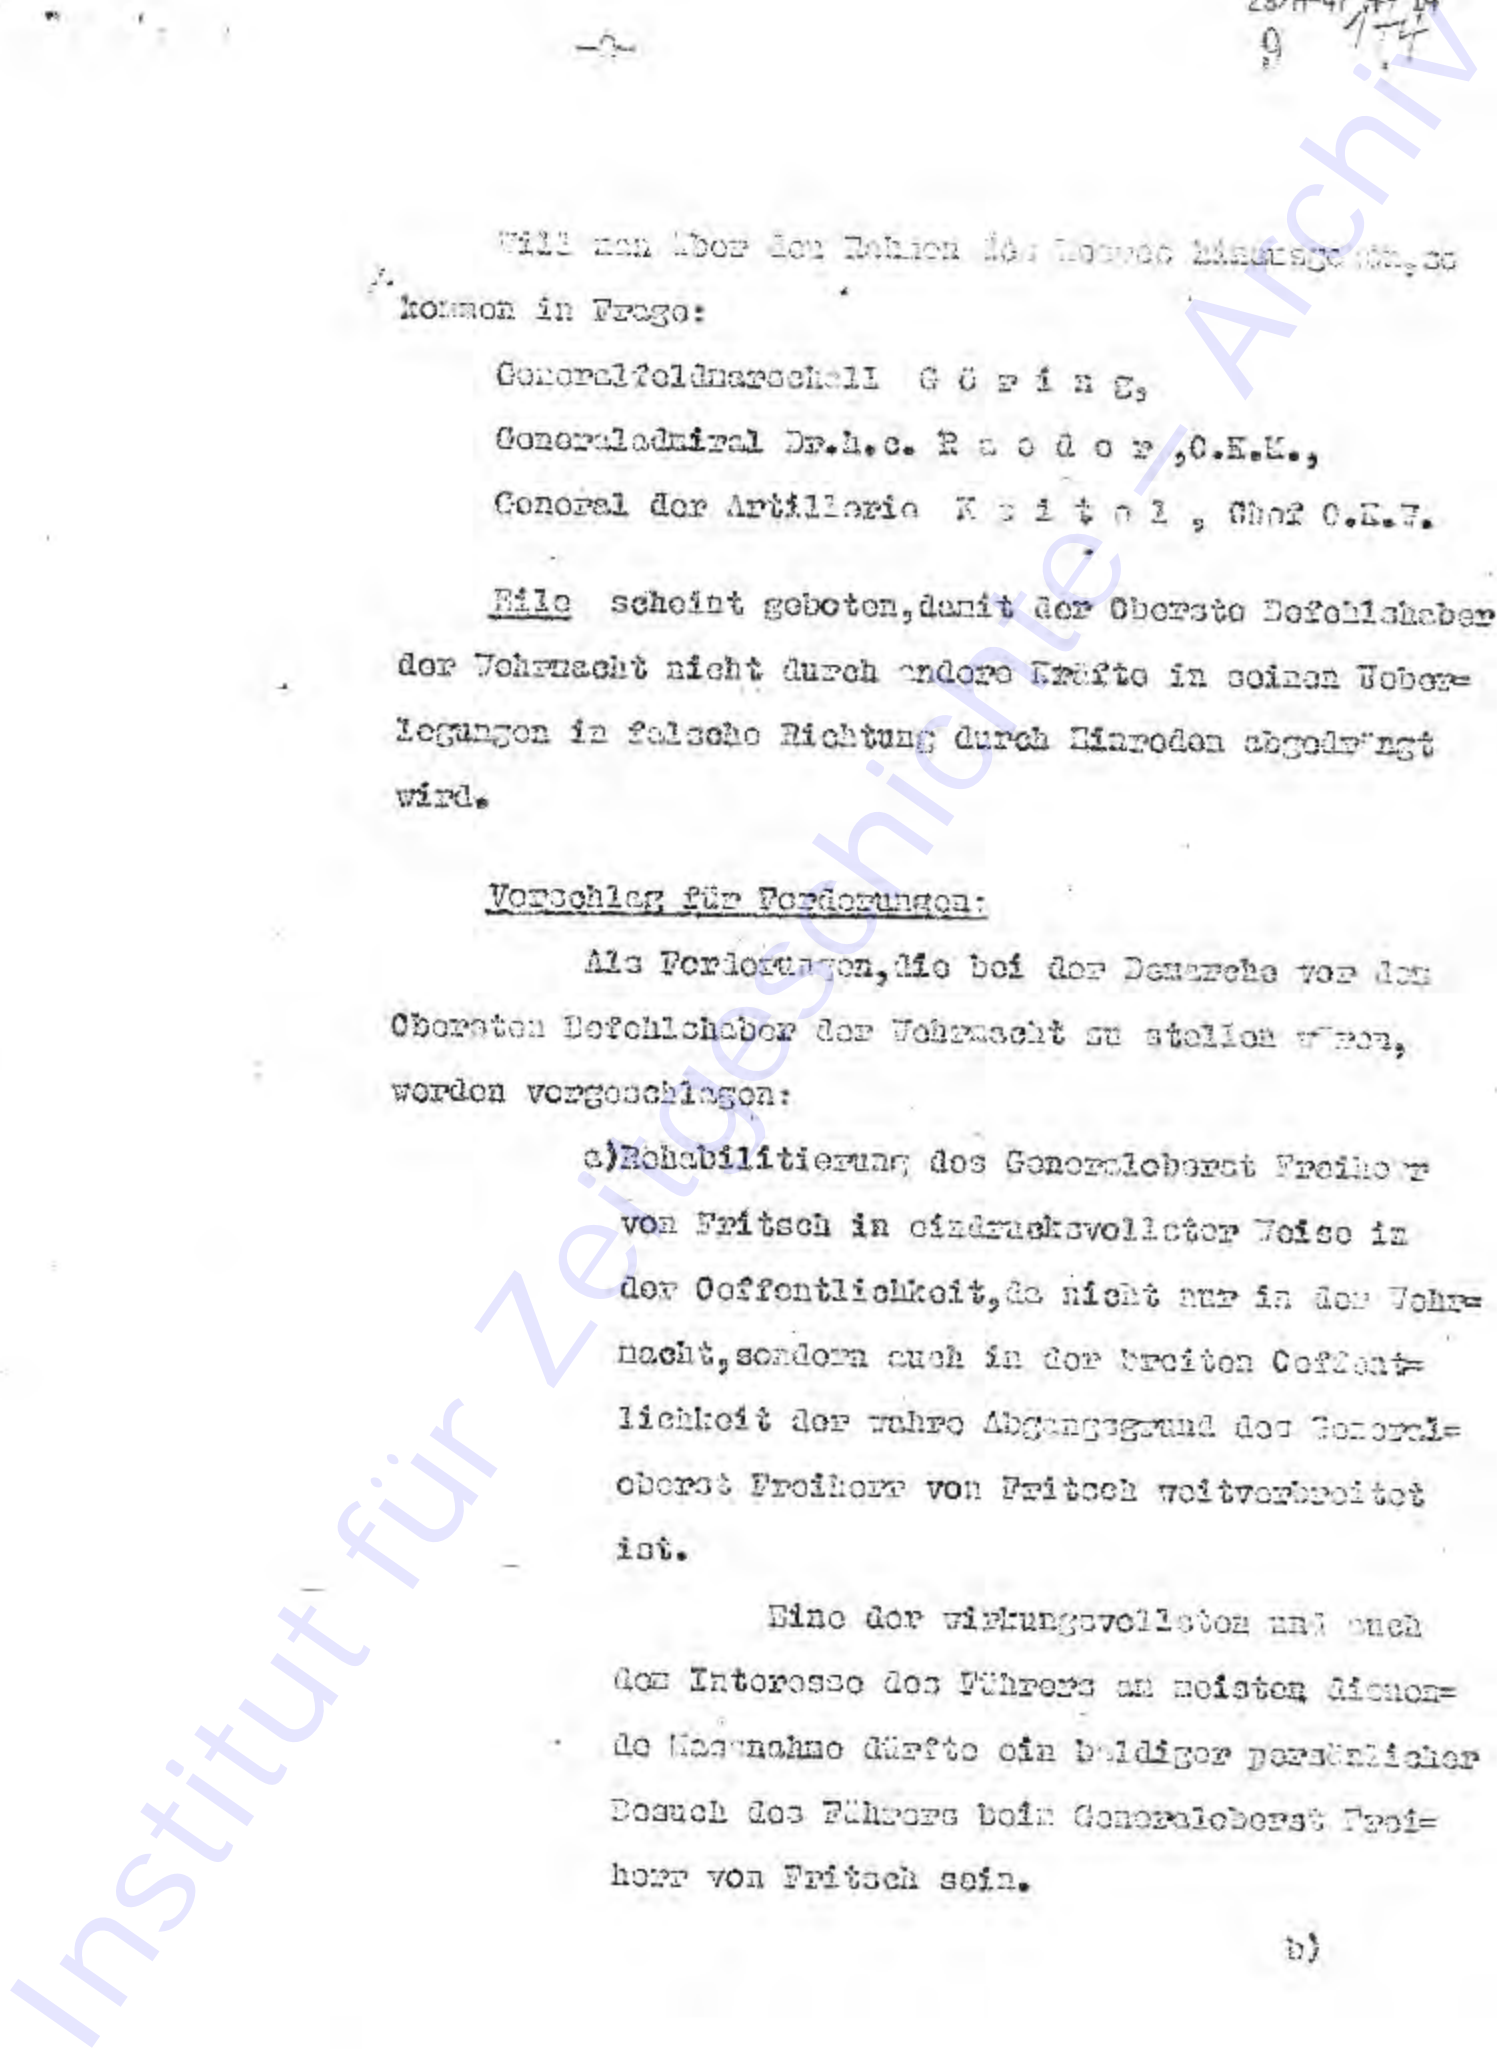 -2-
9
Will man über den Rahmen des Heeres hinausgehen,so
kommen in Frage:
Generalfeldmarschall G ö r i n g,
Generaladmiral Dr.h.c. R a e d e r ,O.K.M.,
General der Artillerie K e i t e l , Chef O.K.W.
Eile scheint geboten,damit der Oberste Befehlshaber
der Wehrmacht nicht durch andere Kräfte in seinen Ueber=
legungen in falsche Richtung durch Einreden abgedrängt
wird.
Vorschlag für Forderungen:
Als Forderungen,die bei der Demarche vor dem
Obersten Befehlshaber der Wehrmacht zu stellen wären,
werden vorgeschlagen:
a)Rehabilitierung des Generaloberst Freiherr
von Fritsch in eindrucksvollster Weise in
der Oeffentlichkeit,da nicht nur in der Wehr=
macht,sondern auch in der breiten Oeffent=
lichkeit der wahre Abgangsgrund des General=
oberst Freiherr von Fritsch weitverbreitet
ist.
Eine der wirkungsvollsten und auch
dem Interesse des Führers am meisten dienen=
de Massnahme dürfte ein baldiger persönlicher
Besuch des Führers beim Generaloberst Frei=
herr von Fritsch sein.
b)
Institut für Zeitgeschichte - Archiv